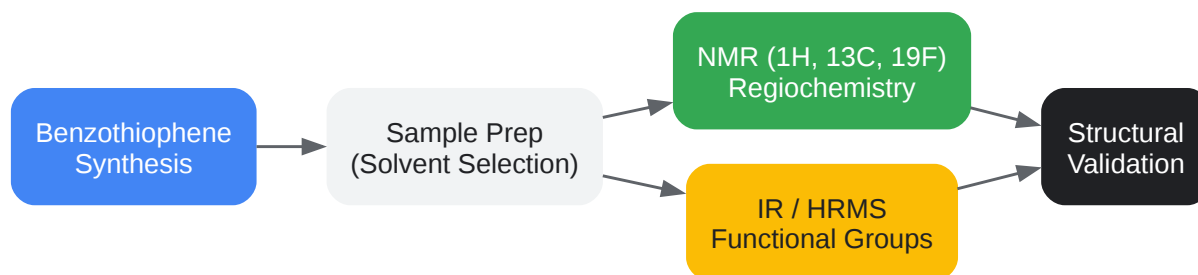 Benzothiophene
Synthesis
Sample Prep
(Solvent Selection)
NMR (1H, 13C, 19F)
Regiochemistry
IR / HRMS
Functional Groups
Structural
Validation